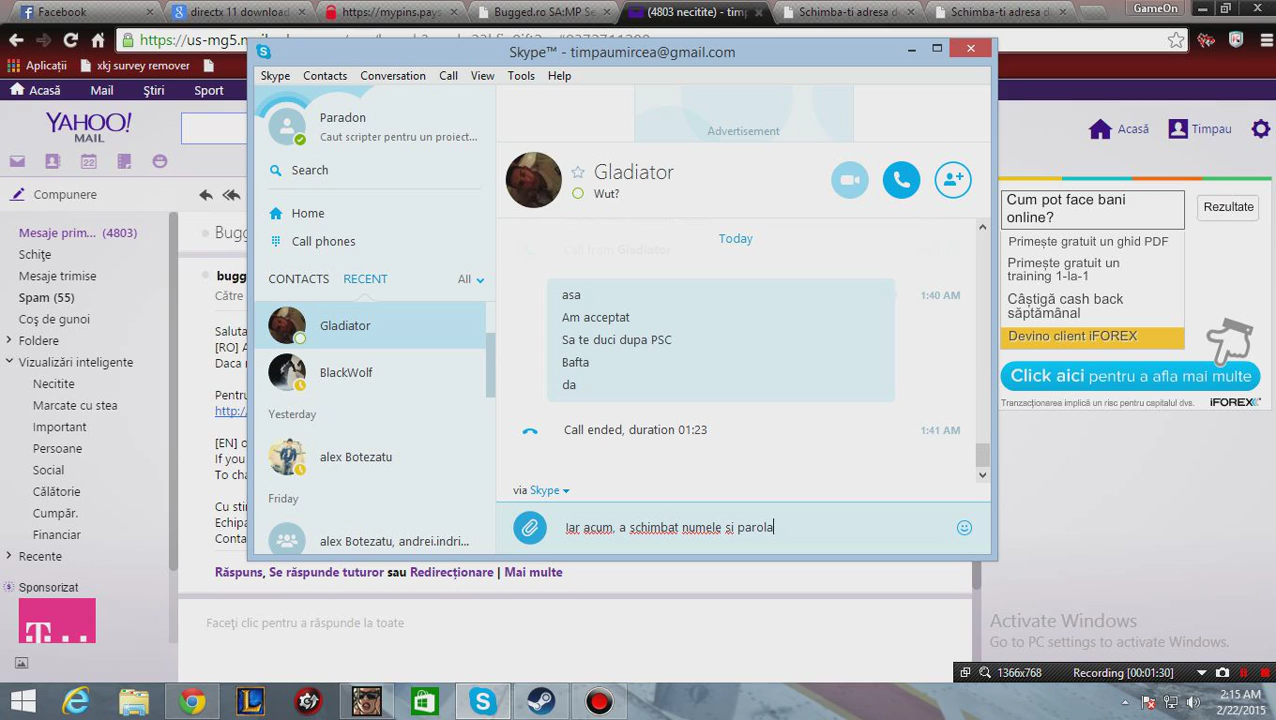 Facebook
directx 11 download
https://mypins.pays
Bugged.ro SA:MP Se
(4803 necitite) - timp
Schimba-ti adresa d
Schimba-ti adresa de
GameOn
https://us-mg5.m
Aplicații
xkj survey remover
Acasă
Mail
Știri
Sport
YAHOO!
MAIL
Acasă
Timpau
Compunere
Mesaje prim... (4803)
Schițe
Mesaje trimise
Spam (55)
Coș de gunoi
Foldere
Vizualizări inteligente
Necitite
Marcate cu stea
Important
Persoane
Social
Călătorie
Cumpăr.
Financiar
Recente
Sponsorizat
T
Bugg
bugg
Către
Saluta
[RO] A
Daca r
Pentru
http://
[EN] o
If you
To cha
Cu stir
Echipa
Conta
Skype™ - timpaumircea@gmail.com
Skype Contacts Conversation Call View Tools Help
Paradon
Caut scripter pentru un proiect...
Search
Home
Call phones
CONTACTS RECENT All
Gladiator
BlackWolf
Yesterday
alex Botezatu
Friday
alex Botezatu, andrei.indri...
Advertisement
Gladiator
Wut?
Call from Gladiator
Today
asa 1:40 AM
Am acceptat
Sa te duci dupa PSC
Bafta
da
Call ended, duration 01:23 1:41 AM
via Skype
Iar acum, a schimbat numele si parola
Răspuns, Se răspunde tuturor sau Redirecționare | Mai multe
Faceți clic pentru a răspunde la toate
Cum pot face bani
online?
Rezultate
Primește gratuit un ghid PDF
Primește gratuit un
training 1-la-1
Câștigă cash back
săptămânal
Devino client iFOREX
Click aici pentru a afla mai multe
Tranzacționarea implică un risc pentru capitalul dvs.
iFOREX
Activate Windows
Go to PC settings to activate Windows.
1366x768
Recording [00:01:30]
2:15 AM
2/22/2015